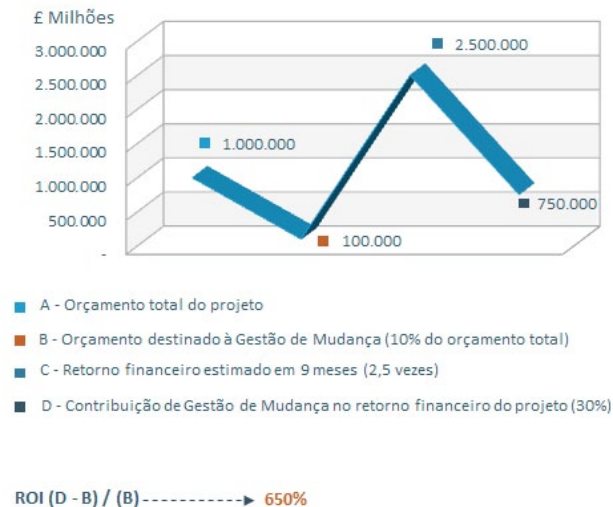 £ Milhões
3.000.000
2.500.000
2.000.000
1.500.000
1.000.000
500.000
-
1.000.000
100.000
2.500.000
750.000
A - Orçamento total do projeto
B - Orçamento destinado à Gestão de Mudança (10% do orçamento total)
C - Retorno financeiro estimado em 9 meses (2,5 vezes)
D - Contribuição de Gestão de Mudança no retorno financeiro do projeto (30%)
ROI (D - B) / (B) ----------► 650%